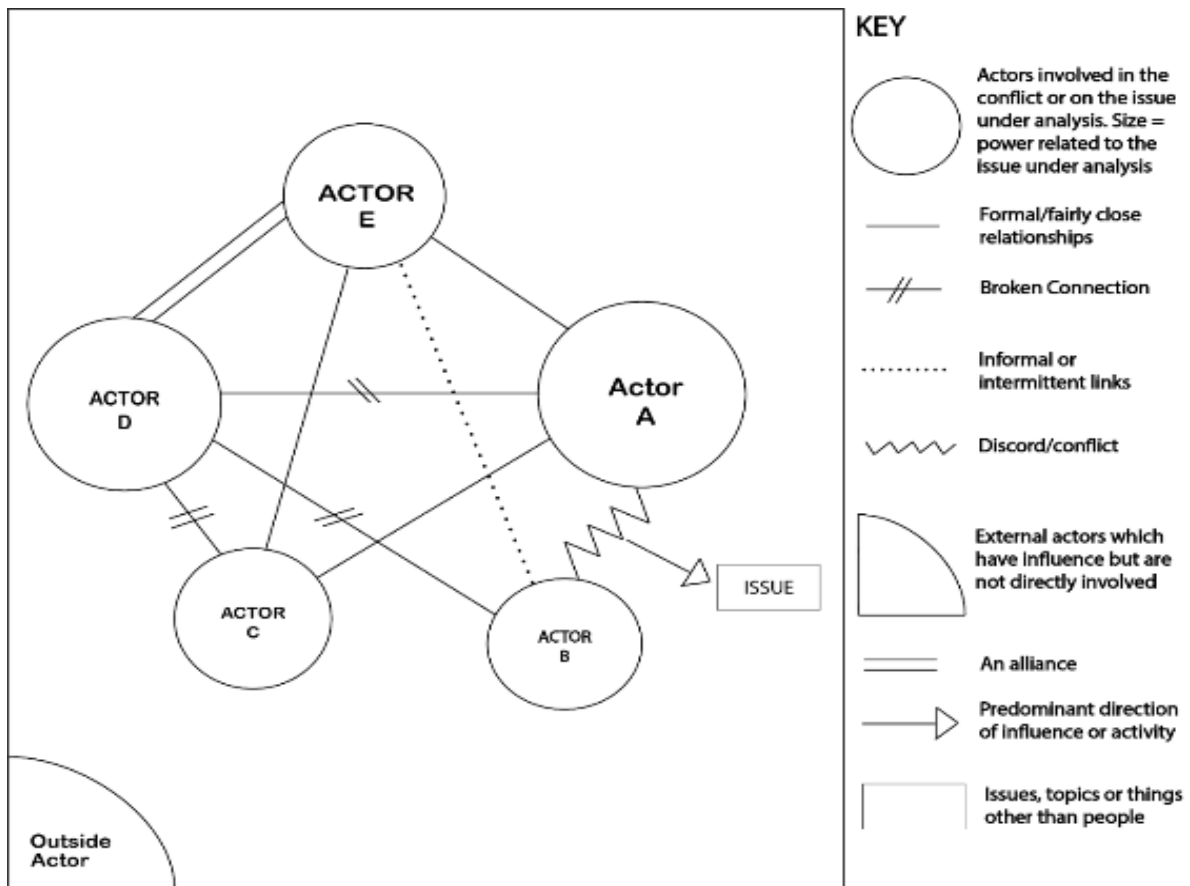 ACTOR
E
ACTOR
D
Actor
A
ACTOR
C
ACTOR
B
ISSUE
Outside
Actor
KEY
Actors involved in the
conflict or on the issue
under analysis. Size =
power related to the
issue under analysis
Formal/fairly close
relationships
Broken Connection
Informal or
intermittent links
Discord/conflict
External actors which
have influence but are
not directly involved
An alliance
Predominant direction
of influence or activity
Issues, topics or things
other than people